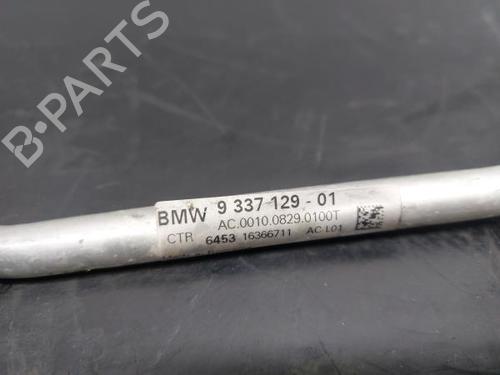 B-PARTS
BMW 9 337 129 - 01
AC.0010.0829.0100T
CTR 6453 16366711 AC L01